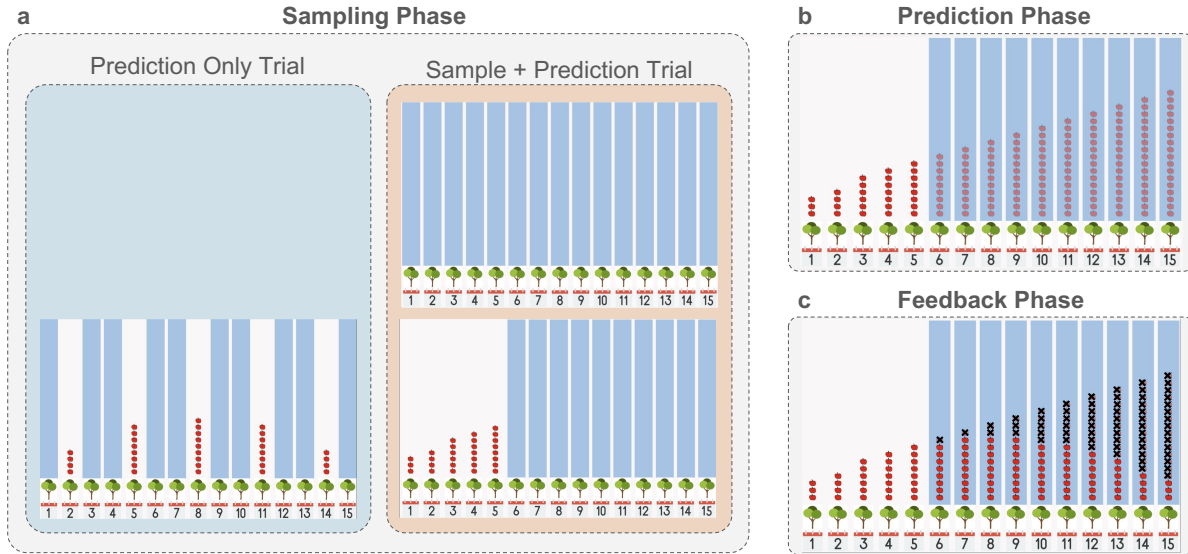 a
Sampling Phase
Prediction Only Trial
1 2 3 4 5 6 7 8 9 10 11 12 13 14 15
Sample + Prediction Trial
1 2 3 4 5 6 7 8 9 10 11 12 13 14 15
1 2 3 4 5 6 7 8 9 10 11 12 13 14 15
b
Prediction Phase
1 2 3 4 5 6 7 8 9 10 11 12 13 14 15
c
Feedback Phase
1 2 3 4 5 6 7 8 9 10 11 12 13 14 15